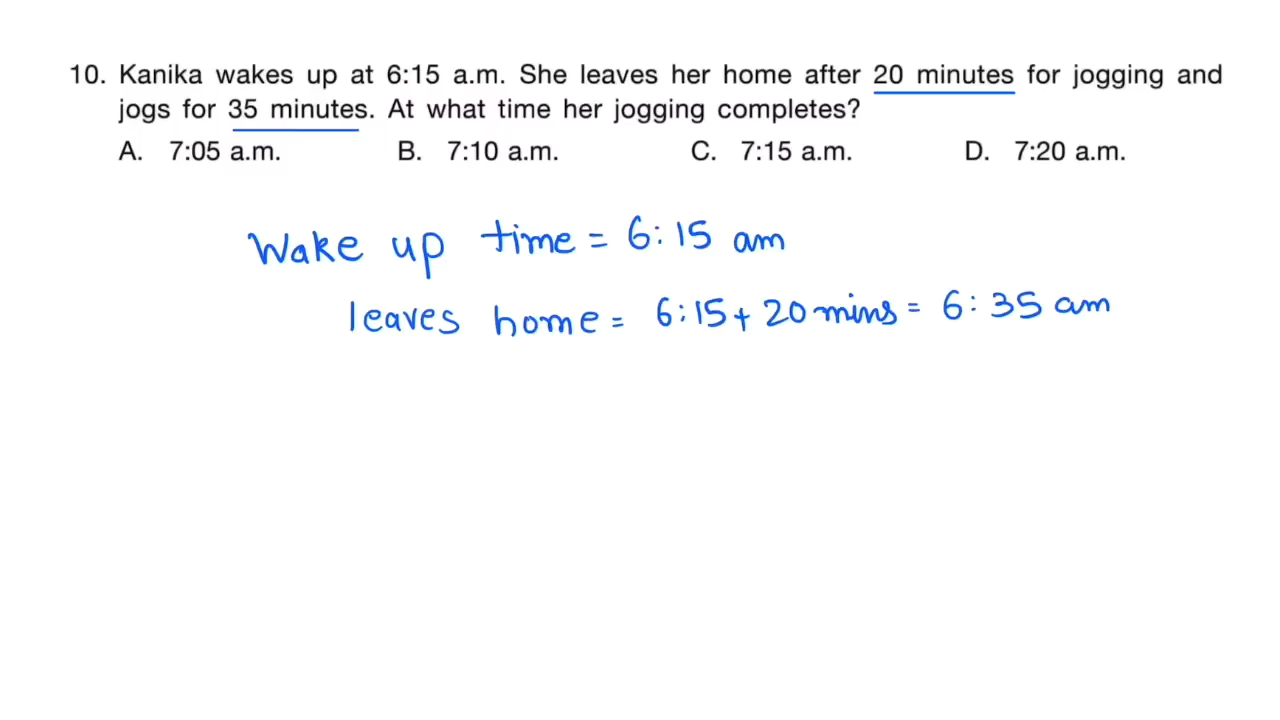 10. Kanika wakes up at 6:15 a.m. She leaves her home after 20 minutes for jogging and
jogs for 35 minutes. At what time her jogging completes?
A. 7:05 a.m. B. 7:10 a.m. C. 7:15 a.m. D. 7:20 a.m.
Wake up time = 6:15 am
leaves home = 6:15 + 20 mins = 6:35 am